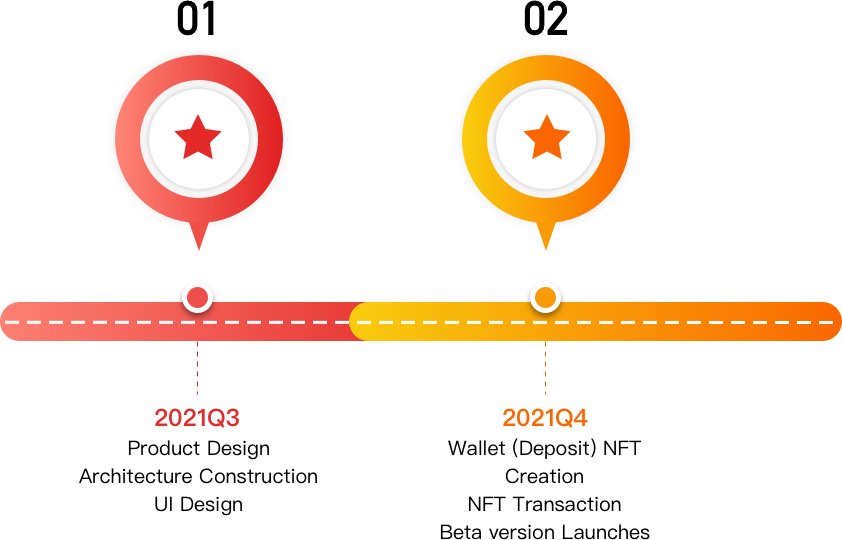 01
02
2021Q3
Product Design
Architecture Construction
UI Design
2021Q4
Wallet (Deposit) NFT
Creation
NFT Transaction
Beta version Launches